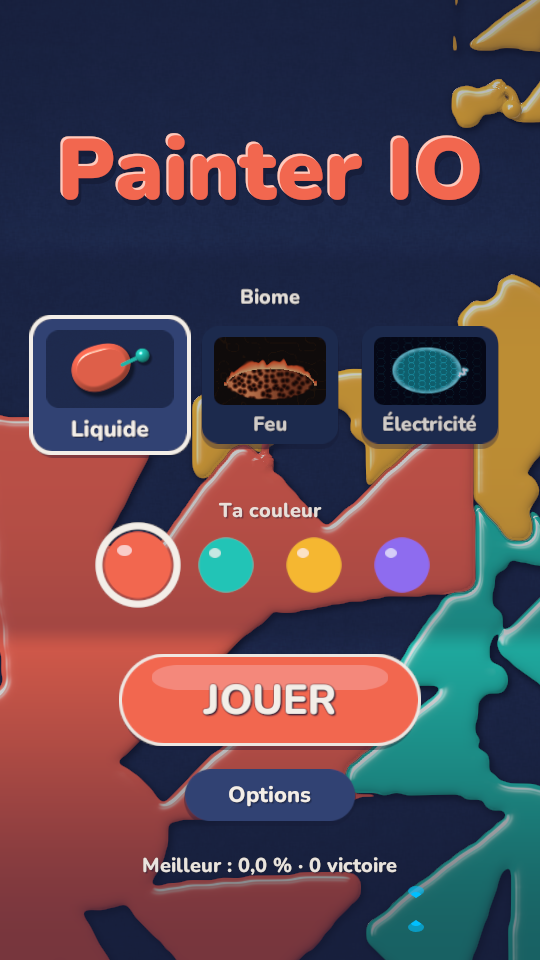 Painter IO
Biome
Liquide
Feu
Électricité
Ta couleur
JOUER
Options
Meilleur : 0,0 % · 0 victoire